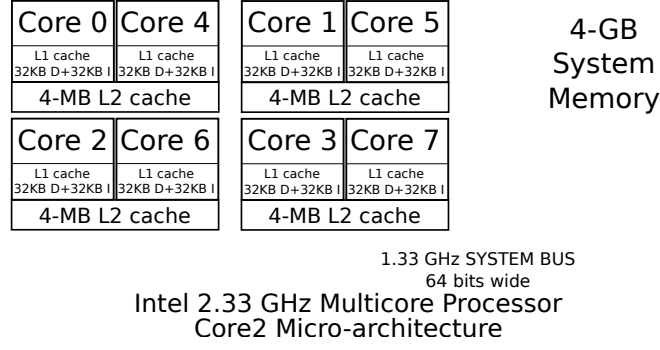 Core 0 Core 4 Core 1 Core 5
L1 cache L1 cache L1 cache L1 cache
32KB D+32KB I 32KB D+32KB I 32KB D+32KB I 32KB D+32KB I
4-MB L2 cache 4-MB L2 cache
4-GB
System
Memory
Core 2 Core 6 Core 3 Core 7
L1 cache L1 cache L1 cache L1 cache
32KB D+32KB I 32KB D+32KB I 32KB D+32KB I 32KB D+32KB I
4-MB L2 cache 4-MB L2 cache
1.33 GHz SYSTEM BUS
64 bits wide
Intel 2.33 GHz Multicore Processor
Core2 Micro-architecture